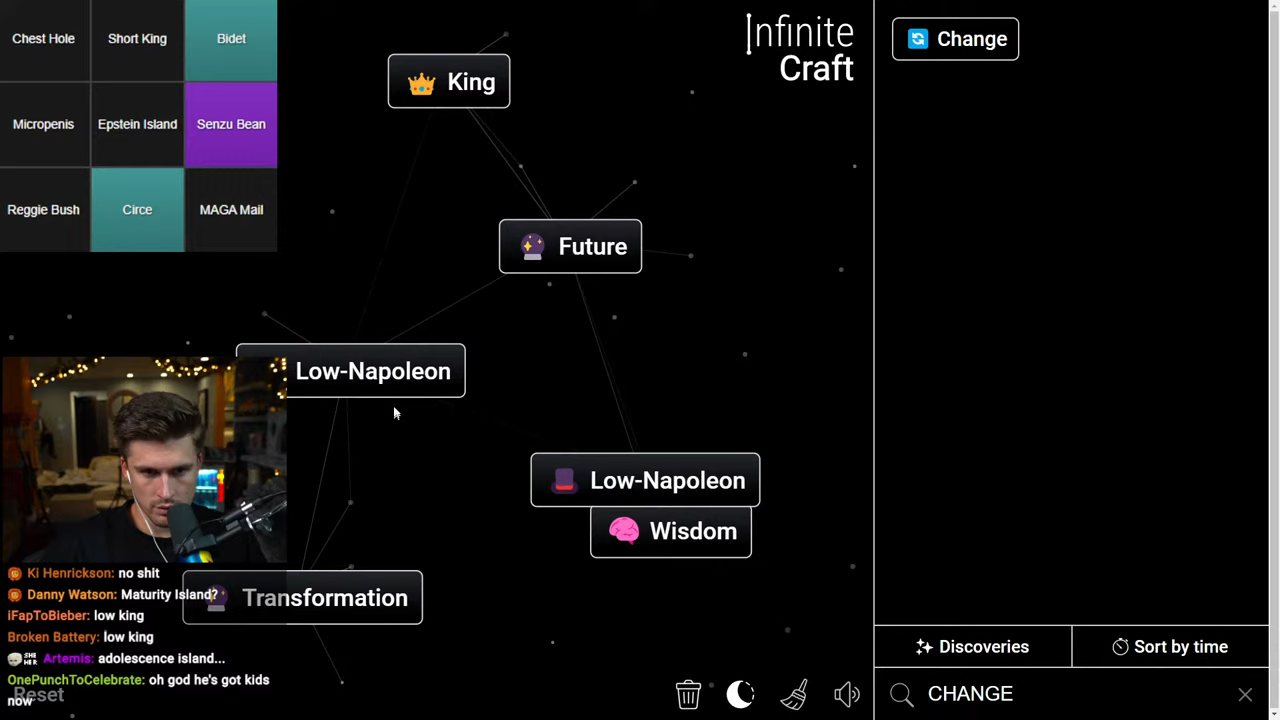 Chest Hole
Short King
Bidet
Micropenis
Epstein Island
Senzu Bean
Reggie Bush
Circe
MAGA Mail
King
Future
Low-Napoleon
Low-Napoleon
Wisdom
Transformation
Infinite
Craft
Change
Discoveries
Sort by time
CHANGE
Ki Henrickson: no shit
Danny Watson: Maturity Island?
iFapToBieber: low king
Broken Battery: low king
SHE
HER
Artemis: adolescence island...
OnePunchToCelebrate: oh god he's got kids
now
Reset